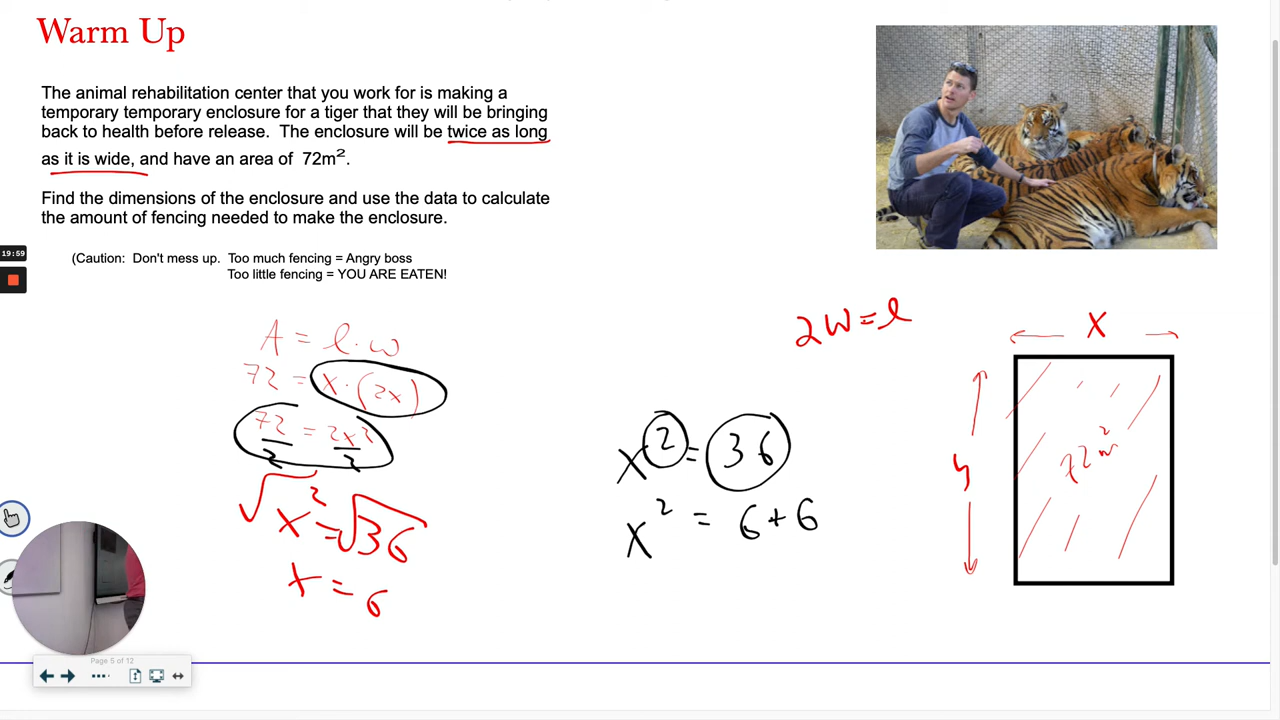 Warm Up
The animal rehabilitation center that you work for is making a
temporary temporary enclosure for a tiger that they will be bringing
back to health before release. The enclosure will be twice as long
as it is wide, and have an area of 72m².
Find the dimensions of the enclosure and use the data to calculate
the amount of fencing needed to make the enclosure.
(Caution: Don't mess up. Too much fencing = Angry boss
Too little fencing = YOU ARE EATEN!
19:59
A = l · w
72 = x · (2x)
72/2 = 2x²/2
√x² = √36
x = 6
x² = 36
x² = 6 + 6
2w = l
x
y
72 m²
Page 5 of 12